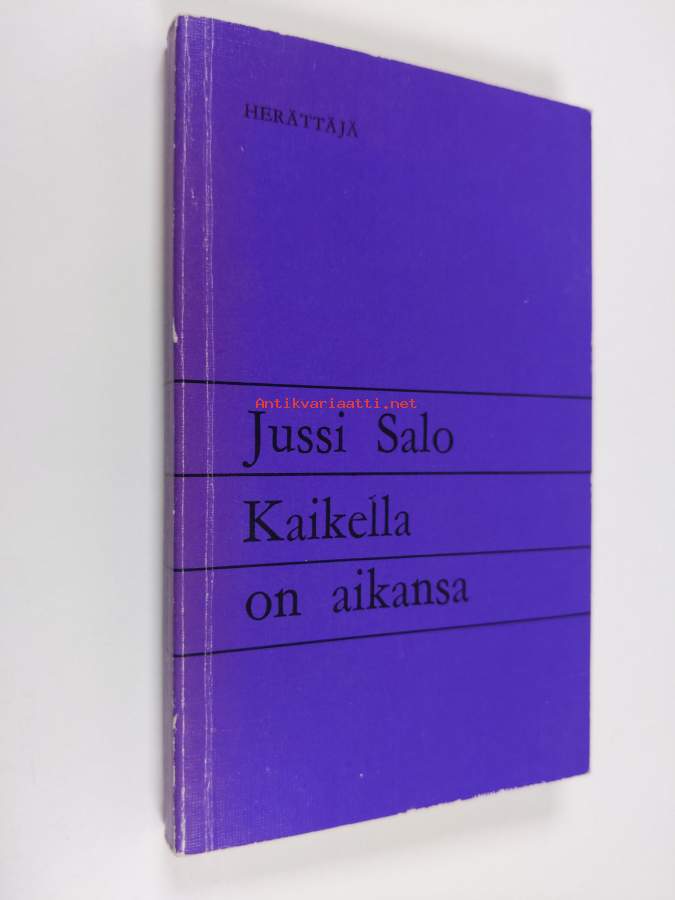 HERÄTTÄJÄ
Antikvariaatti.net
Jussi Salo
Kaikella
on aikansa